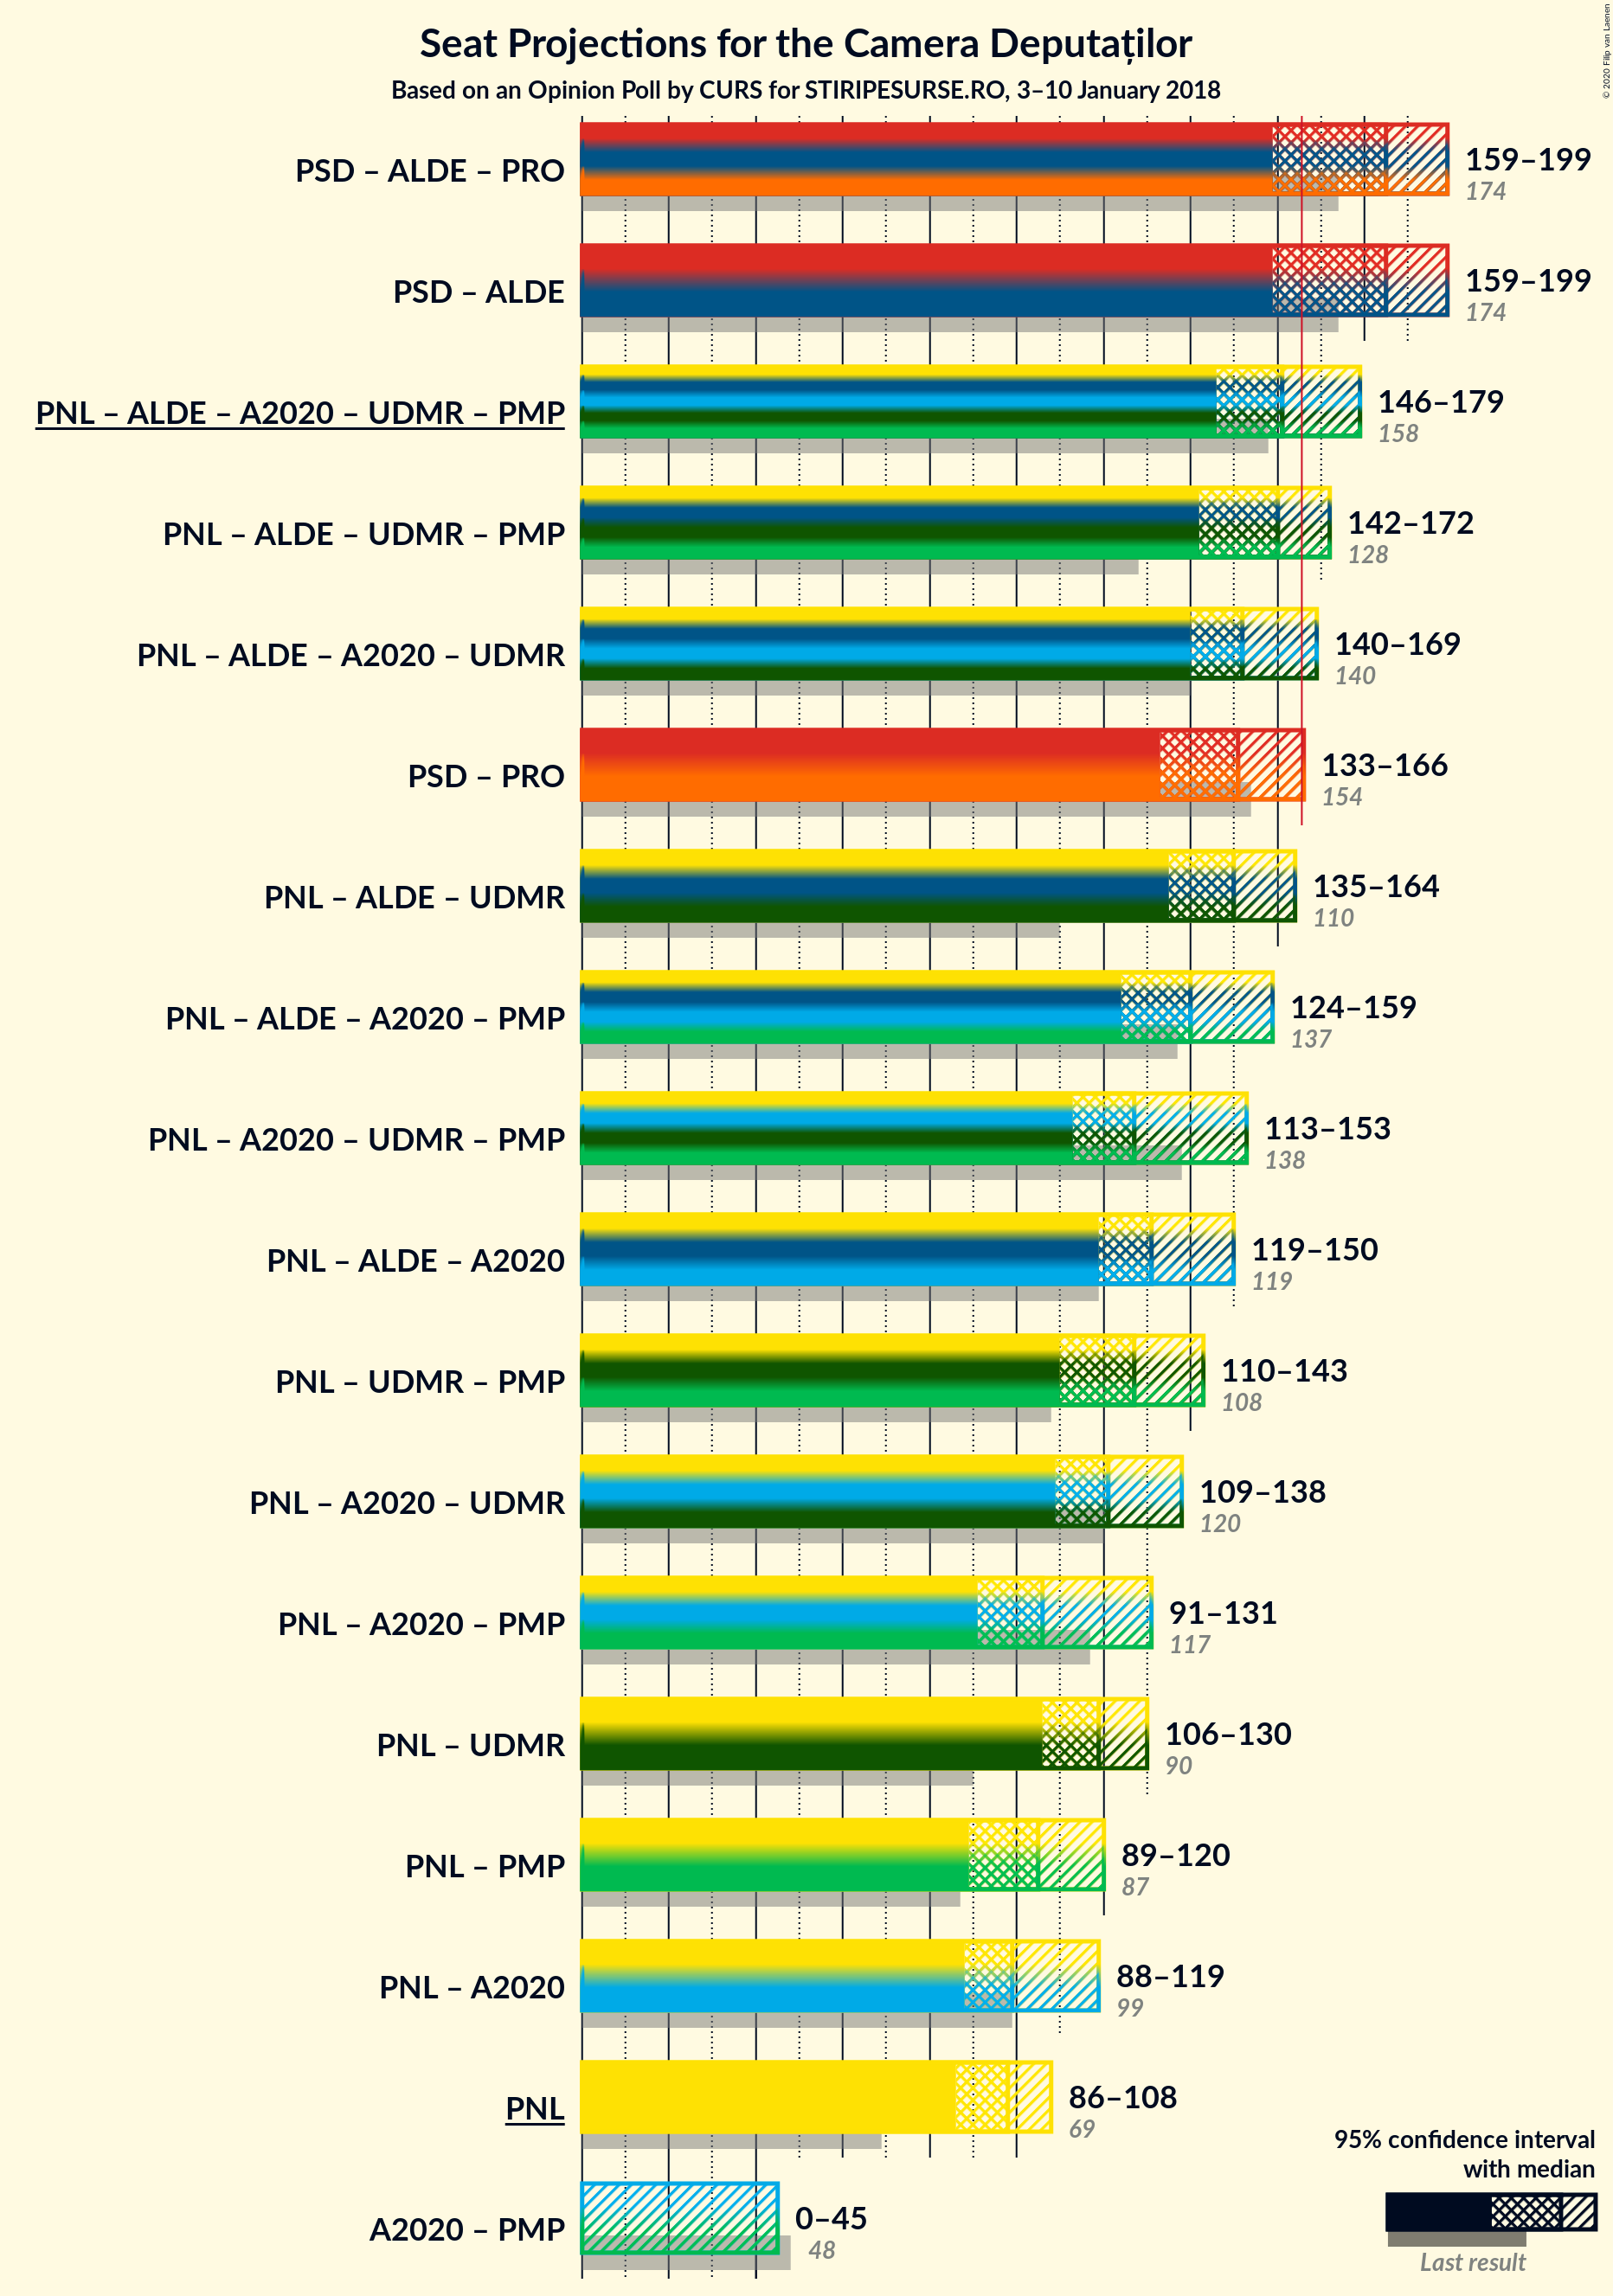 © 2020 Filip van Laenen
Seat Projections for the Camera Deputaților
Based on an Opinion Poll by CURS for STIRIPESURSE.RO, 3–10 January 2018
PSD – ALDE – PRO
159–199
174
PSD – ALDE
159–199
174
PNL – ALDE – A2020 – UDMR – PMP
146–179
158
PNL – ALDE – UDMR – PMP
142–172
128
PNL – ALDE – A2020 – UDMR
140–169
140
PSD – PRO
133–166
154
PNL – ALDE – UDMR
135–164
110
PNL – ALDE – A2020 – PMP
124–159
137
PNL – A2020 – UDMR – PMP
113–153
138
PNL – ALDE – A2020
119–150
119
PNL – UDMR – PMP
110–143
108
PNL – A2020 – UDMR
109–138
120
PNL – A2020 – PMP
91–131
117
PNL – UDMR
106–130
90
PNL – PMP
89–120
87
PNL – A2020
88–119
99
PNL
86–108
69
A2020 – PMP
0–45
48
95% confidence interval
with median
Last result